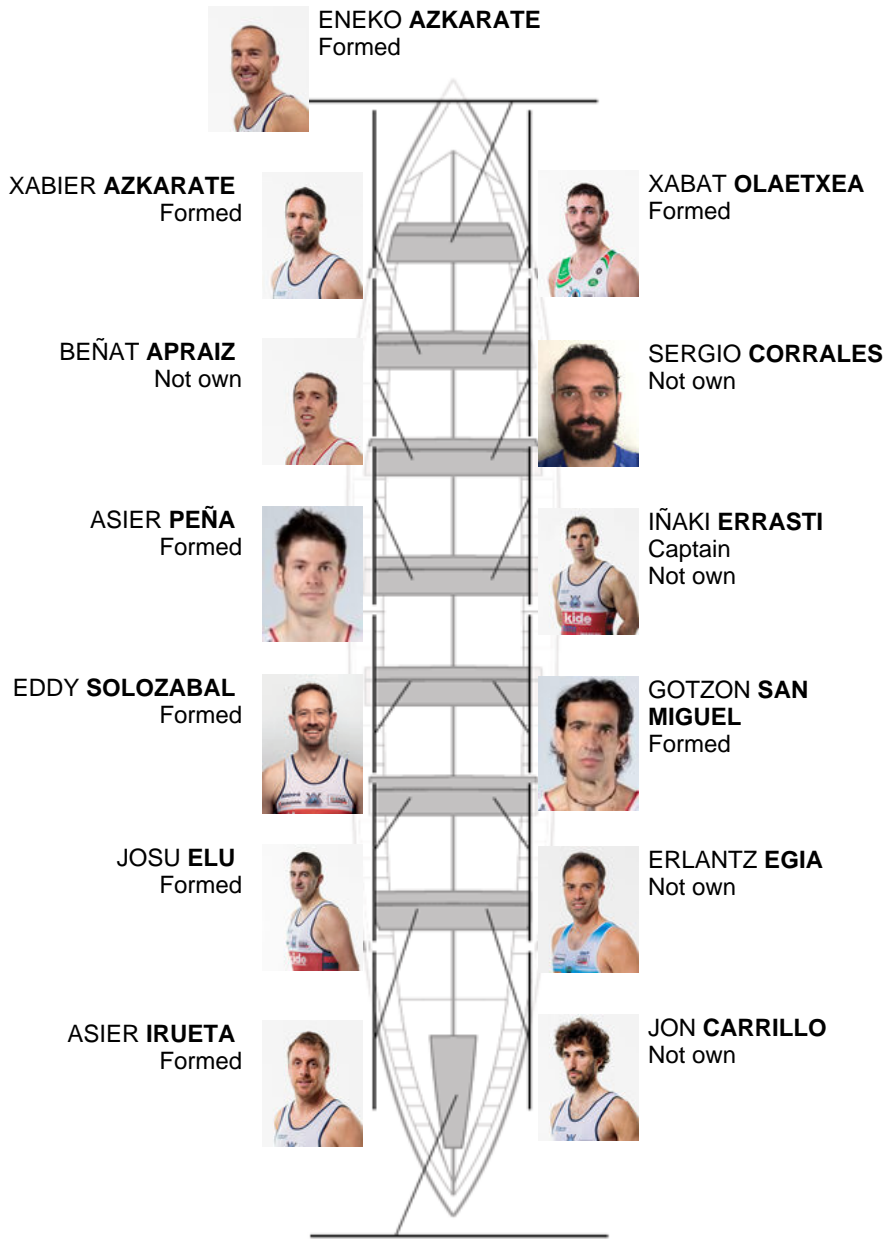 ENEKO AZKARATE
Formed
XABIER AZKARATE
Formed
XABAT OLAETXEA
Formed
BEÑAT APRAIZ
Not own
SERGIO CORRALES
Not own
ASIER PEÑA
Formed
IÑAKI ERRASTI
Captain
Not own
kide
EDDY SOLOZABAL
Formed
GOTZON SAN
MIGUEL
Formed
JOSU ELU
Formed
ERLANTZ EGIA
Not own
ASIER IRUETA
Formed
JON CARRILLO
Not own